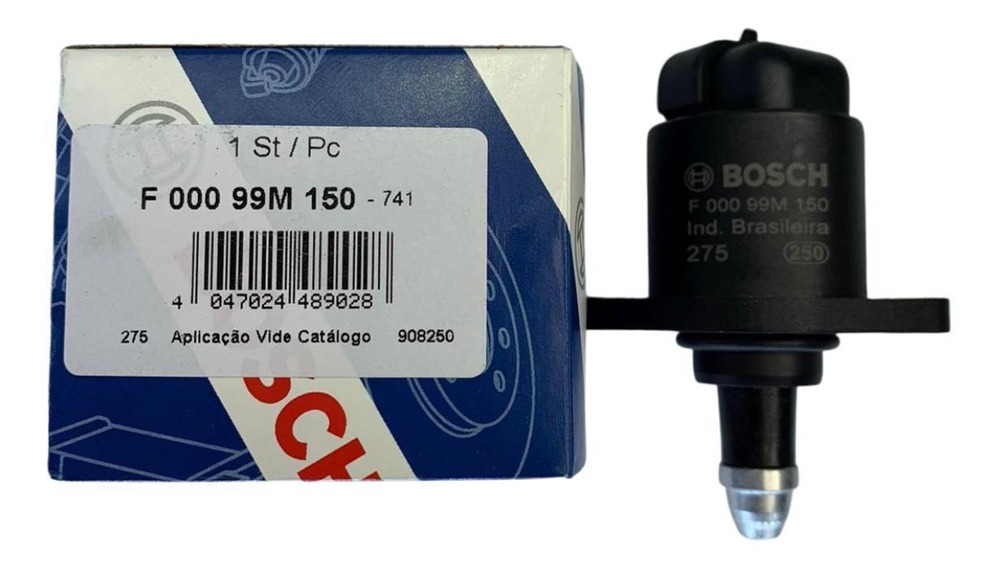 1 St / Pc
F 000 99M 150 - 741
4 047024 489028
275 Aplicação Vide Catálogo 908250
BOSCH
F 000 99M 150
Ind. Brasileira
275 250